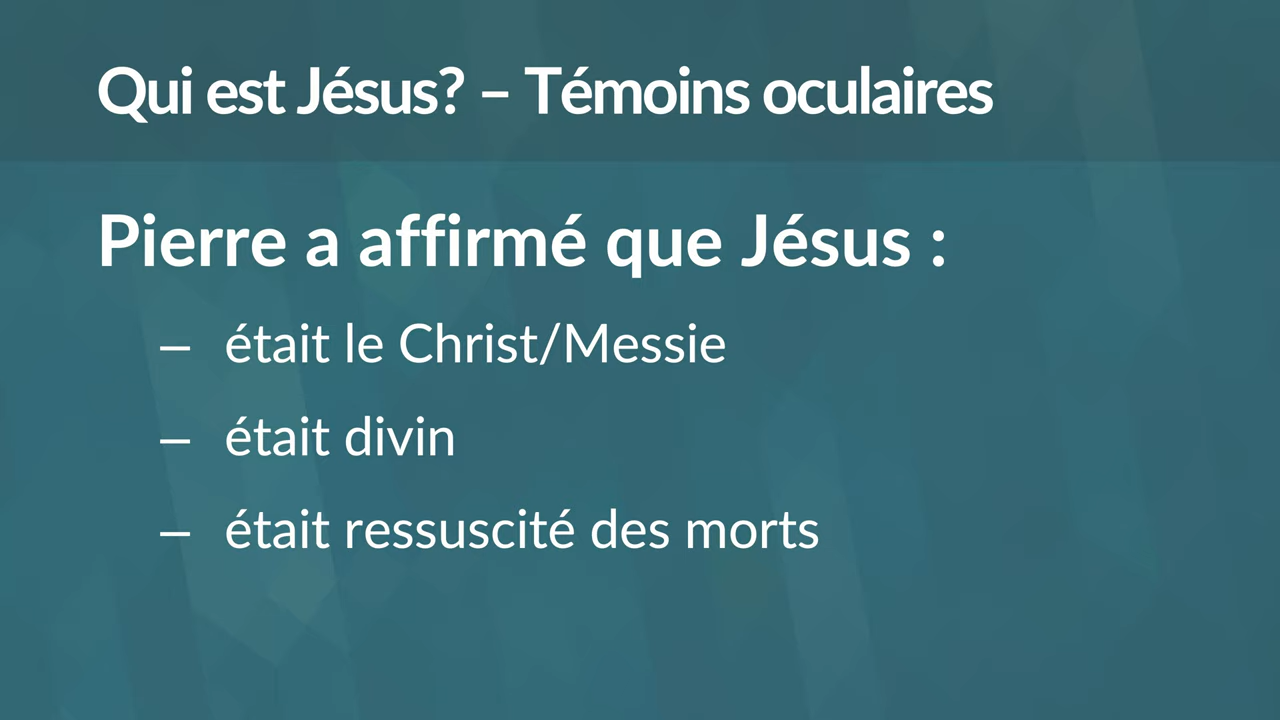 Qui est Jésus? – Témoins oculaires
Pierre a affirmé que Jésus :
– était le Christ/Messie
– était divin
– était ressuscité des morts